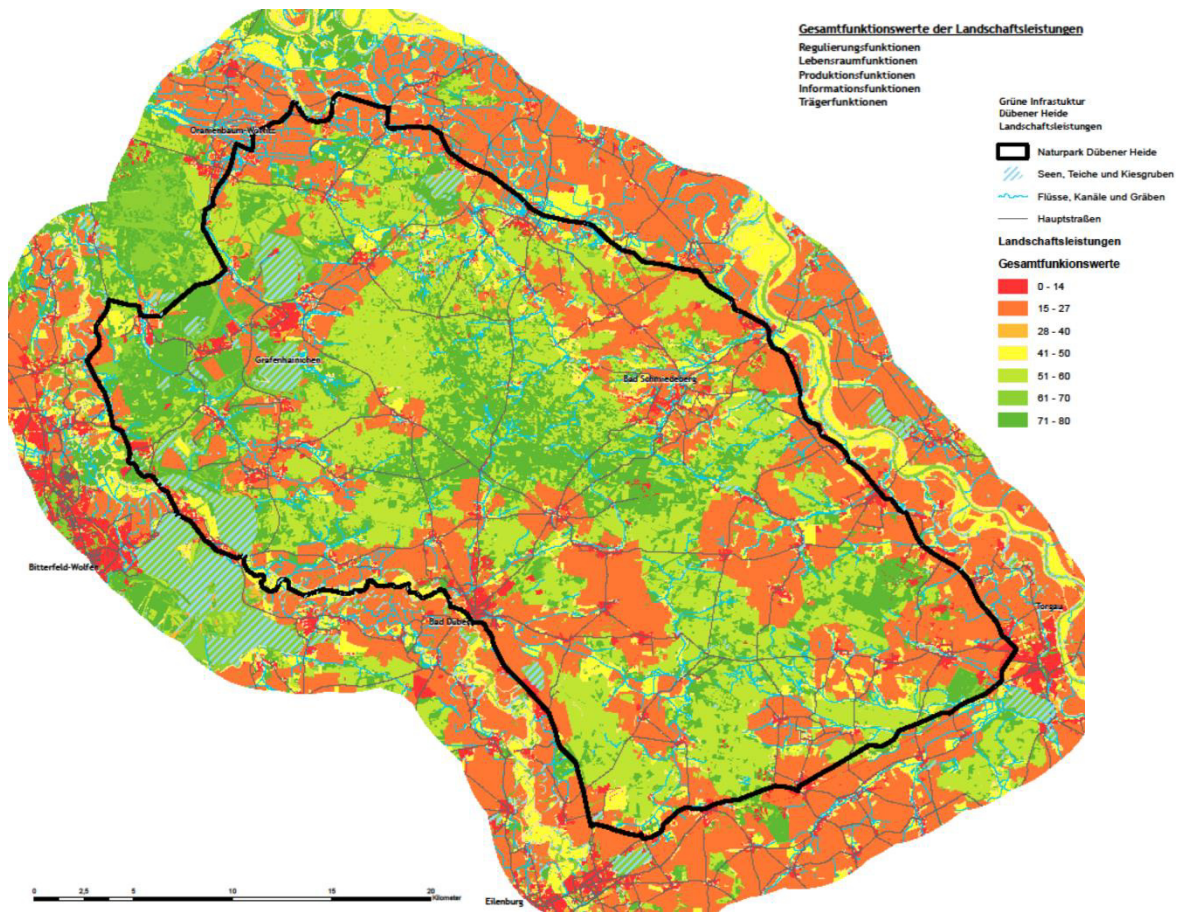 Gesamtfunktionswerte der Landschaftsleistungen
Regulierungsfunktionen
Lebensraumfunktionen
Produktionsfunktionen
Informationsfunktionen
Trägerfunktionen
Grüne Infrastuktur
Dübener Heide
Landschaftsleistungen
Naturpark Dübener Heide
Seen, Teiche und Kiesgruben
Flüsse, Kanäle und Gräben
Hauptstraßen
Landschaftsleistungen
Gesamtfunkionswerte
0 - 14
15 - 27
28 - 40
41 - 50
51 - 60
61 - 70
71 - 80
Gräfenhainichen
Bad Schmiedeberg
Bitterfeld-Wolfen
Torgau
Bad Düben
Eilenburg
0 2,5 5 10 15 20
Kilometer